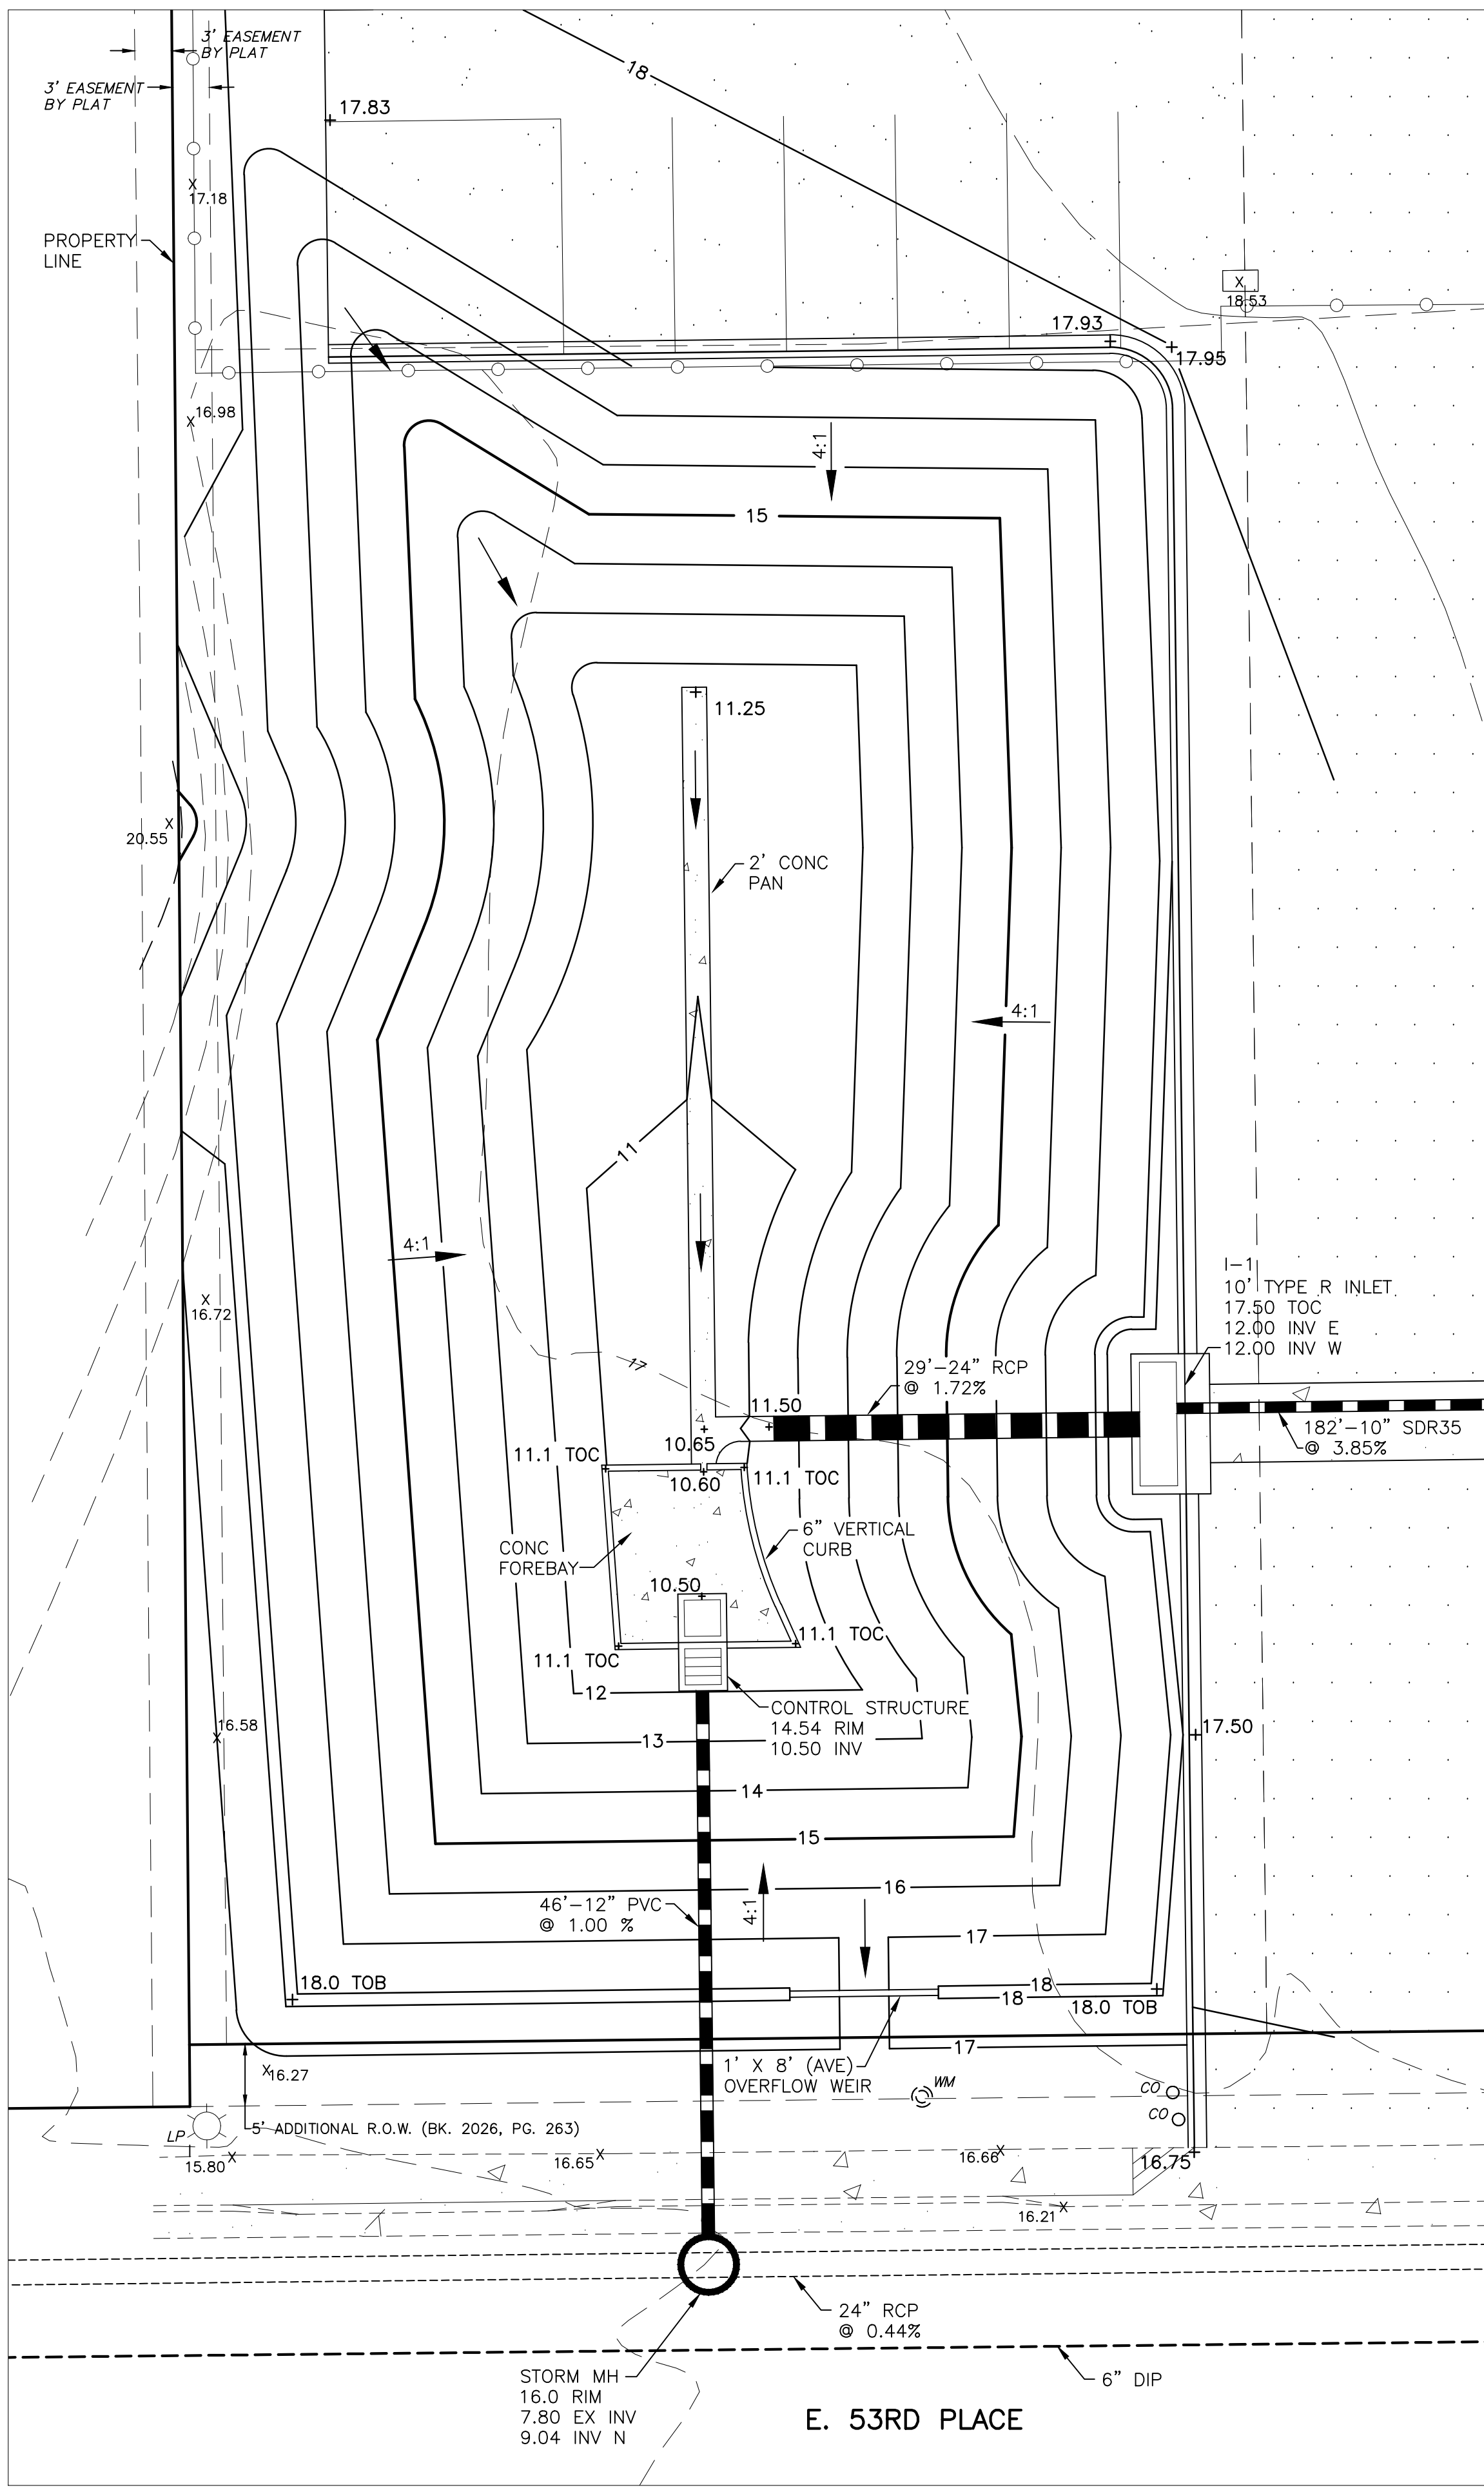 3' EASEMENT
BY PLAT
3' EASEMENT
BY PLAT
18
17.83
17.18
PROPERTY
LINE
18.53
X
17.93
17.95
16.98
4:1
15
11.25
20.55
2' CONC
PAN
4:1
11
4:1
I-1
10' TYPE R INLET
17.50 TOC
12.00 INV E
12.00 INV W
16.72
17
29'-24" RCP
@ 1.72%
11.50
182'-10" SDR35
@ 3.85%
10.65
11.1 TOC
10.60
11.1 TOC
6" VERTICAL
CURB
CONC
FOREBAY
10.50
11.1 TOC
11.1 TOC
12
CONTROL STRUCTURE
14.54 RIM
10.50 INV
16.58
17.50
13
14
15
16
46'-12" PVC
@ 1.00 %
4:1
17
18.0 TOB
18
18
18.0 TOB
17
1' X 8' (AVE)
OVERFLOW WEIR
16.27
WM
CO
CO
5' ADDITIONAL R.O.W. (BK. 2026, PG. 263)
LP
15.80
16.65
16.66
16.75
16.21
24" RCP
@ 0.44%
STORM MH
16.0 RIM
7.80 EX INV
9.04 INV N
6" DIP
E. 53RD PLACE